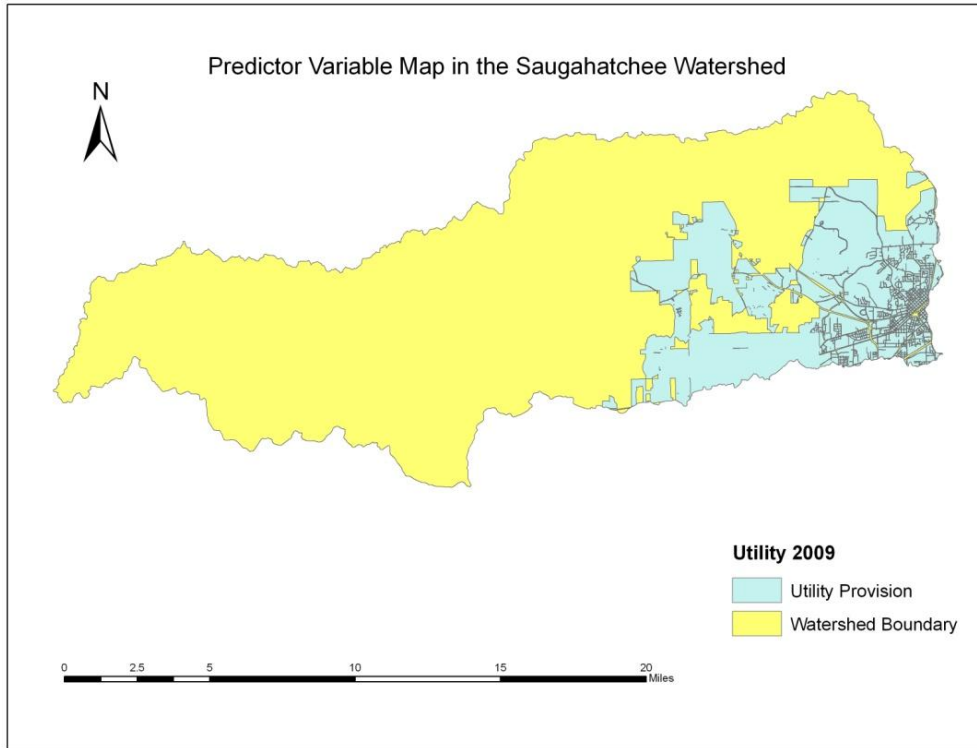 Predictor Variable Map in the Saugahatchee Watershed
N
Utility 2009
Utility Provision
Watershed Boundary
0 2.5 5 10 15 20
Miles